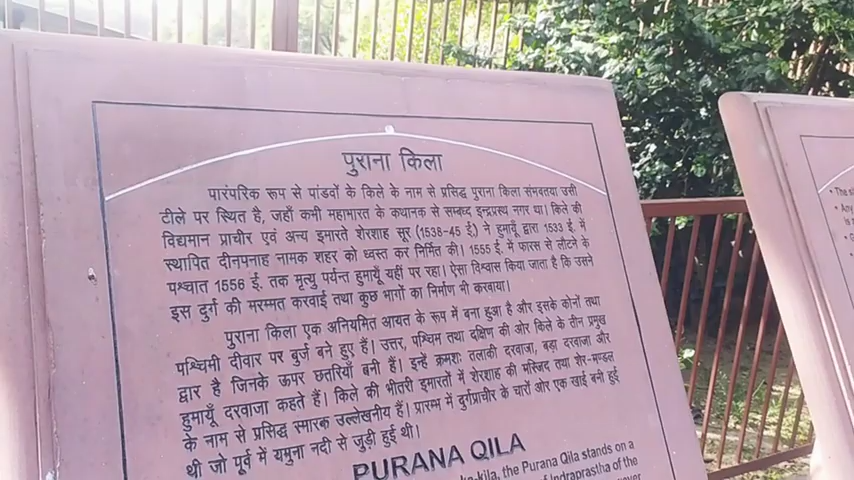 पुराना किला
पारंपरिक रूप से पांडवों के किले के नाम से प्रसिद्ध पुराना किला संभवतया उसी
टीले पर स्थित है, जहाँ कभी महाभारत के कथानक से सम्बध्द इन्द्रप्रस्थ नगर था। किले की
विद्यमान प्राचीर एवं अन्य इमारते शेरशाह सूर (1538-45 ई.) ने हुमायूँ द्वारा 1533 ई. में
स्थापित दीनपनाह नामक शहर को ध्वस्त कर निर्मित की। 1555 ई. में फारस से लौटने के
पश्चात 1556 ई. तक मृत्यु पर्यन्त हुमायूँ यहीं पर रहा। ऐसा विश्वास किया जाता है कि उसने
इस दुर्ग की मरम्मत करवाई तथा कुछ भागों का निर्माण भी करवाया।
पुराना किला एक अनियमित आयत के रूप में बना हुआ है और इसके कोनों तथा
पश्चिमी दीवार पर बुर्ज बने हुए हैं। उत्तर, पश्चिम तथा दक्षिण की ओर किले के तीन प्रमुख
द्वार है जिनके ऊपर छतरियाँ बनी हैं। इन्हें क्रमशः तलाकी दरवाजा, बड़ा दरवाजा और
हुमायूँ दरवाजा कहते हैं। किले की भीतरी इमारतों में शेरशाह की मस्जिद तथा शेर-मण्डल
के नाम से प्रसिद्ध स्मारक उल्लेखनीय हैं। प्रारम्भ में दुर्गप्राचीर के चारों ओर एक खाई बनी हुई
थी जो पूर्व में यमुना नदी से जुड़ी हुई थी।
PURANA QILA
-kila, the Purana Qila stands on a
of Indraprastha of the